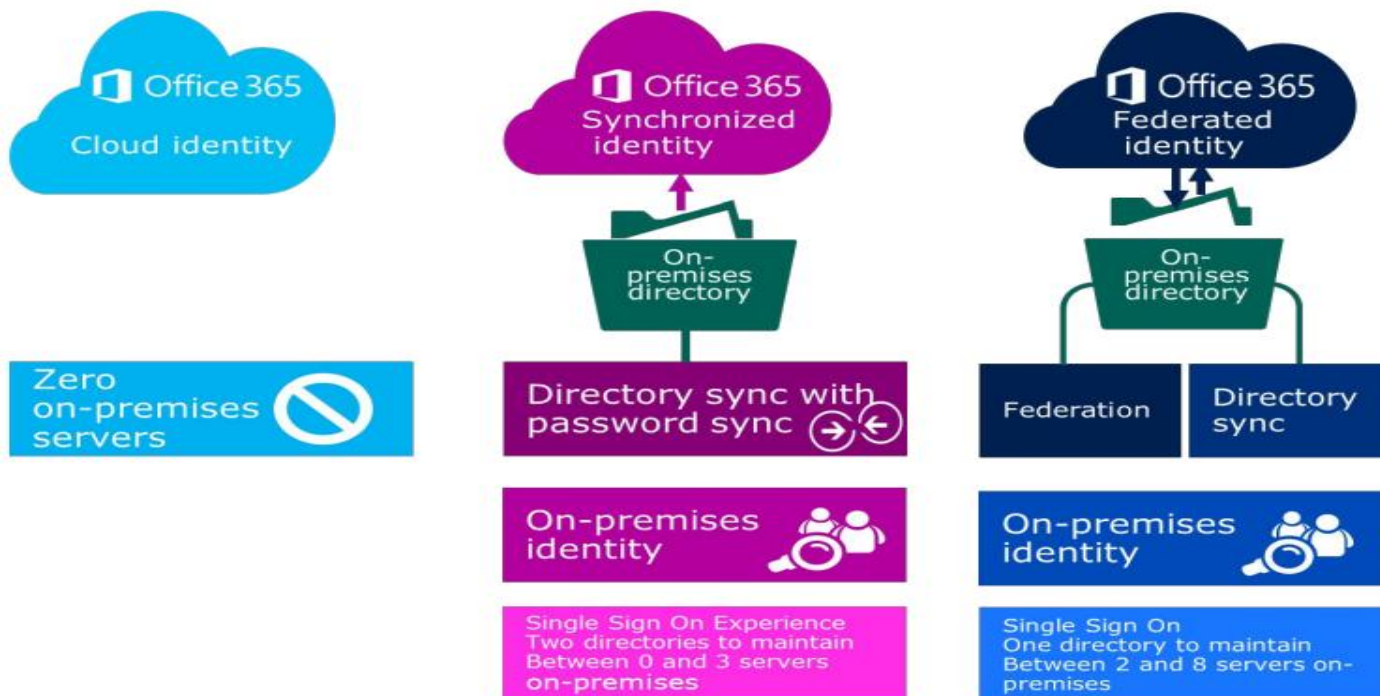 Office 365
Cloud identity
Zero
on-premises
servers
Office 365
Synchronized
identity
On-
premises
directory
Directory sync with
password sync
On-premises
identity
Single Sign On Experience
Two directories to maintain
Between 0 and 3 servers
on-premises
Office 365
Federated
identity
On-
premises
directory
Federation
Directory
sync
On-premises
identity
Single Sign On
One directory to maintain
Between 2 and 8 servers on-
premises